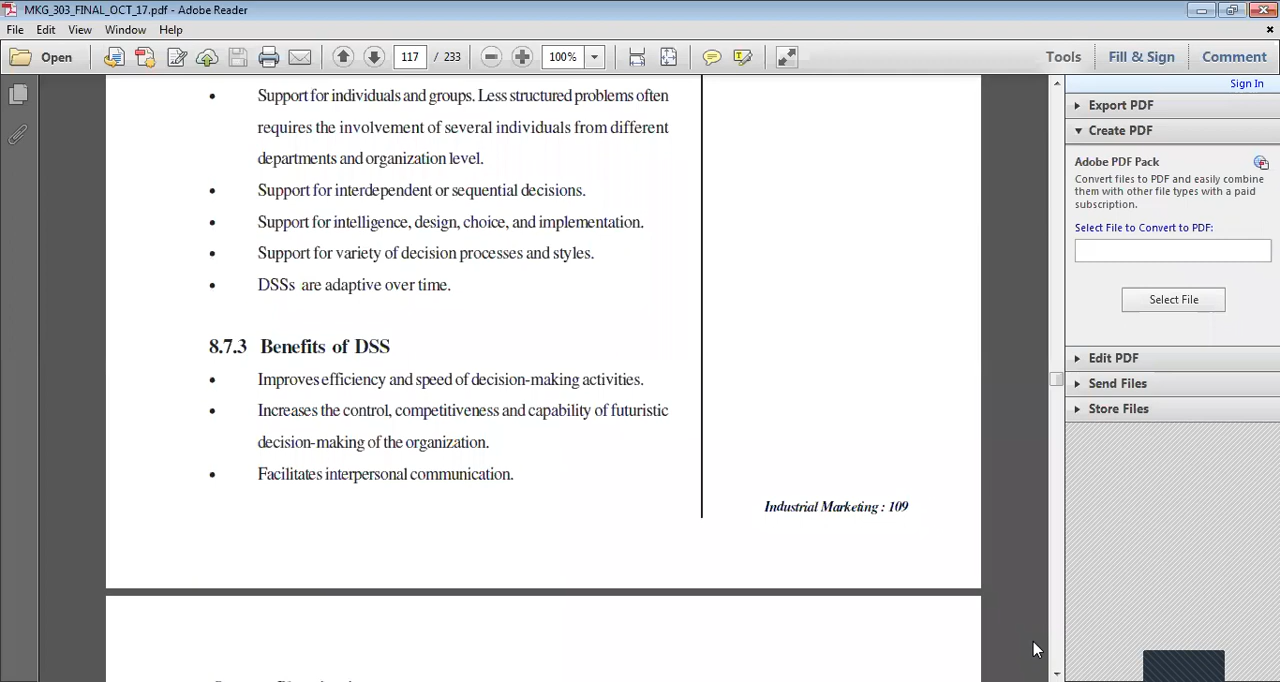 MKG_303_FINAL_OCT_17.pdf - Adobe Reader
File Edit View Window Help
Open 117 / 233 100% Tools Fill & Sign Comment
• Support for individuals and groups. Less structured problems often
requires the involvement of several individuals from different
departments and organization level.
• Support for interdependent or sequential decisions.
• Support for intelligence, design, choice, and implementation.
• Support for variety of decision processes and styles.
• DSSs are adaptive over time.
8.7.3 Benefits of DSS
• Improves efficiency and speed of decision-making activities.
• Increases the control, competitiveness and capability of futuristic
decision-making of the organization.
• Facilitates interpersonal communication.
Industrial Marketing : 109
Sign In
Export PDF
Create PDF
Adobe PDF Pack
Convert files to PDF and easily combine
them with other file types with a paid
subscription.
Select File to Convert to PDF:
Select File
Edit PDF
Send Files
Store Files